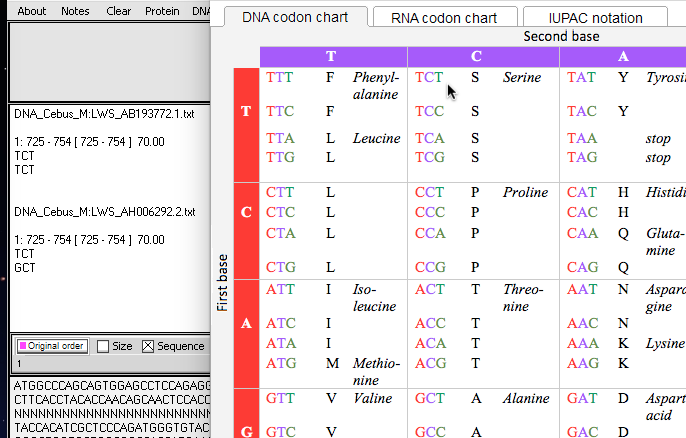 About Notes Clear Protein DNA
DNA_Cebus_M:LWS_AB193772.1.txt
1: 725 - 754 [ 725 - 754 ] 70.00
TCT
TCT
DNA_Cebus_M:LWS_AH006292.2.txt
1: 725 - 754 [ 725 - 754 ] 70.00
TCT
GCT
Original order Size Sequence
1
ATGGCCCAGCAGTGGAGCCTCCAGAGG
CTTCACCTACACCAACAGCAACTCCACC
NNNNNNNNNNNNNNNNNNNNNNNNNN
TACCACATCGCTCCCAGATGGGTGTAC
DNA codon chart RNA codon chart IUPAC notation
Second base
T C A
First base
T
TTT F Phenyl- TCT S Serine TAT Y Tyrosi
alanine
TTC F TCC S TAC Y
TTA L Leucine TCA S TAA stop
TTG L TCG S TAG stop
C
CTT L CCT P Proline CAT H Histidi
CTC L CCC P CAC H
CTA L CCA P CAA Q Gluta-
mine
CTG L CCG P CAG Q
A
ATT I Iso- ACT T Threo- AAT N Aspara
leucine nine gine
ATC I ACC T AAC N
ATA I ACA T AAA K Lysine
ATG M Methio- ACG T AAG K
nine
G
GTT V Valine GCT A Alanine GAT D Aspart
acid
GTC V GCC A GAC D